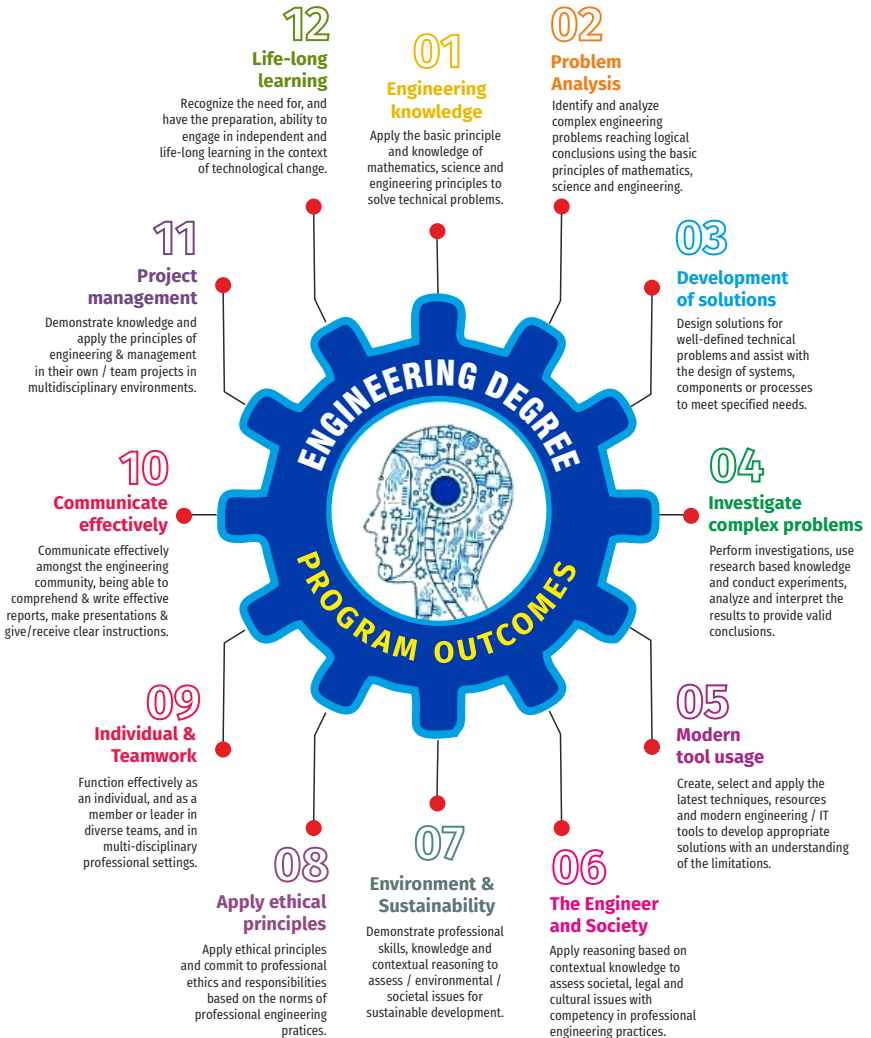 ENGINEERING DEGREE
PROGRAM OUTCOMES
01
Engineering
knowledge
Apply the basic principle
and knowledge of
mathematics, science and
engineering principles to
solve technical problems.
02
Problem
Analysis
Identify and analyze
complex engineering
problems reaching logical
conclusions using the basic
principles of mathematics,
science and engineering.
03
Development
of solutions
Design solutions for
well-defined technical
problems and assist with
the design of systems,
components or processes
to meet specified needs.
04
Investigate
complex problems
Perform investigations, use
research based knowledge
and conduct experiments,
analyze and interpret the
results to provide valid
conclusions.
05
Modern
tool usage
Create, select and apply the
latest techniques, resources
and modern engineering / IT
tools to develop appropriate
solutions with an understanding
of the limitations.
06
The Engineer
and Society
Apply reasoning based on
contextual knowledge to
assess societal, legal and
cultural issues with
competency in professional
engineering practices.
07
Environment &
Sustainability
Demonstrate professional
skills, knowledge and
contextual reasoning to
assess / environmental /
societal issues for
sustainable development.
08
Apply ethical
principles
Apply ethical principles
and commit to professional
ethics and responsibilities
based on the norms of
professional engineering
pratices.
09
Individual &
Teamwork
Function effectively as
an individual, and as a
member or leader in
diverse teams, and in
multi-disciplinary
professional settings.
10
Communicate
effectively
Communicate effectively
amongst the engineering
community, being able to
comprehend & write effective
reports, make presentations &
give/receive clear instructions.
11
Project
management
Demonstrate knowledge and
apply the principles of
engineering & management
in their own / team projects in
multidisciplinary environments.
12
Life-long
learning
Recognize the need for, and
have the preparation, ability to
engage in independent and
life-long learning in the context
of technological change.